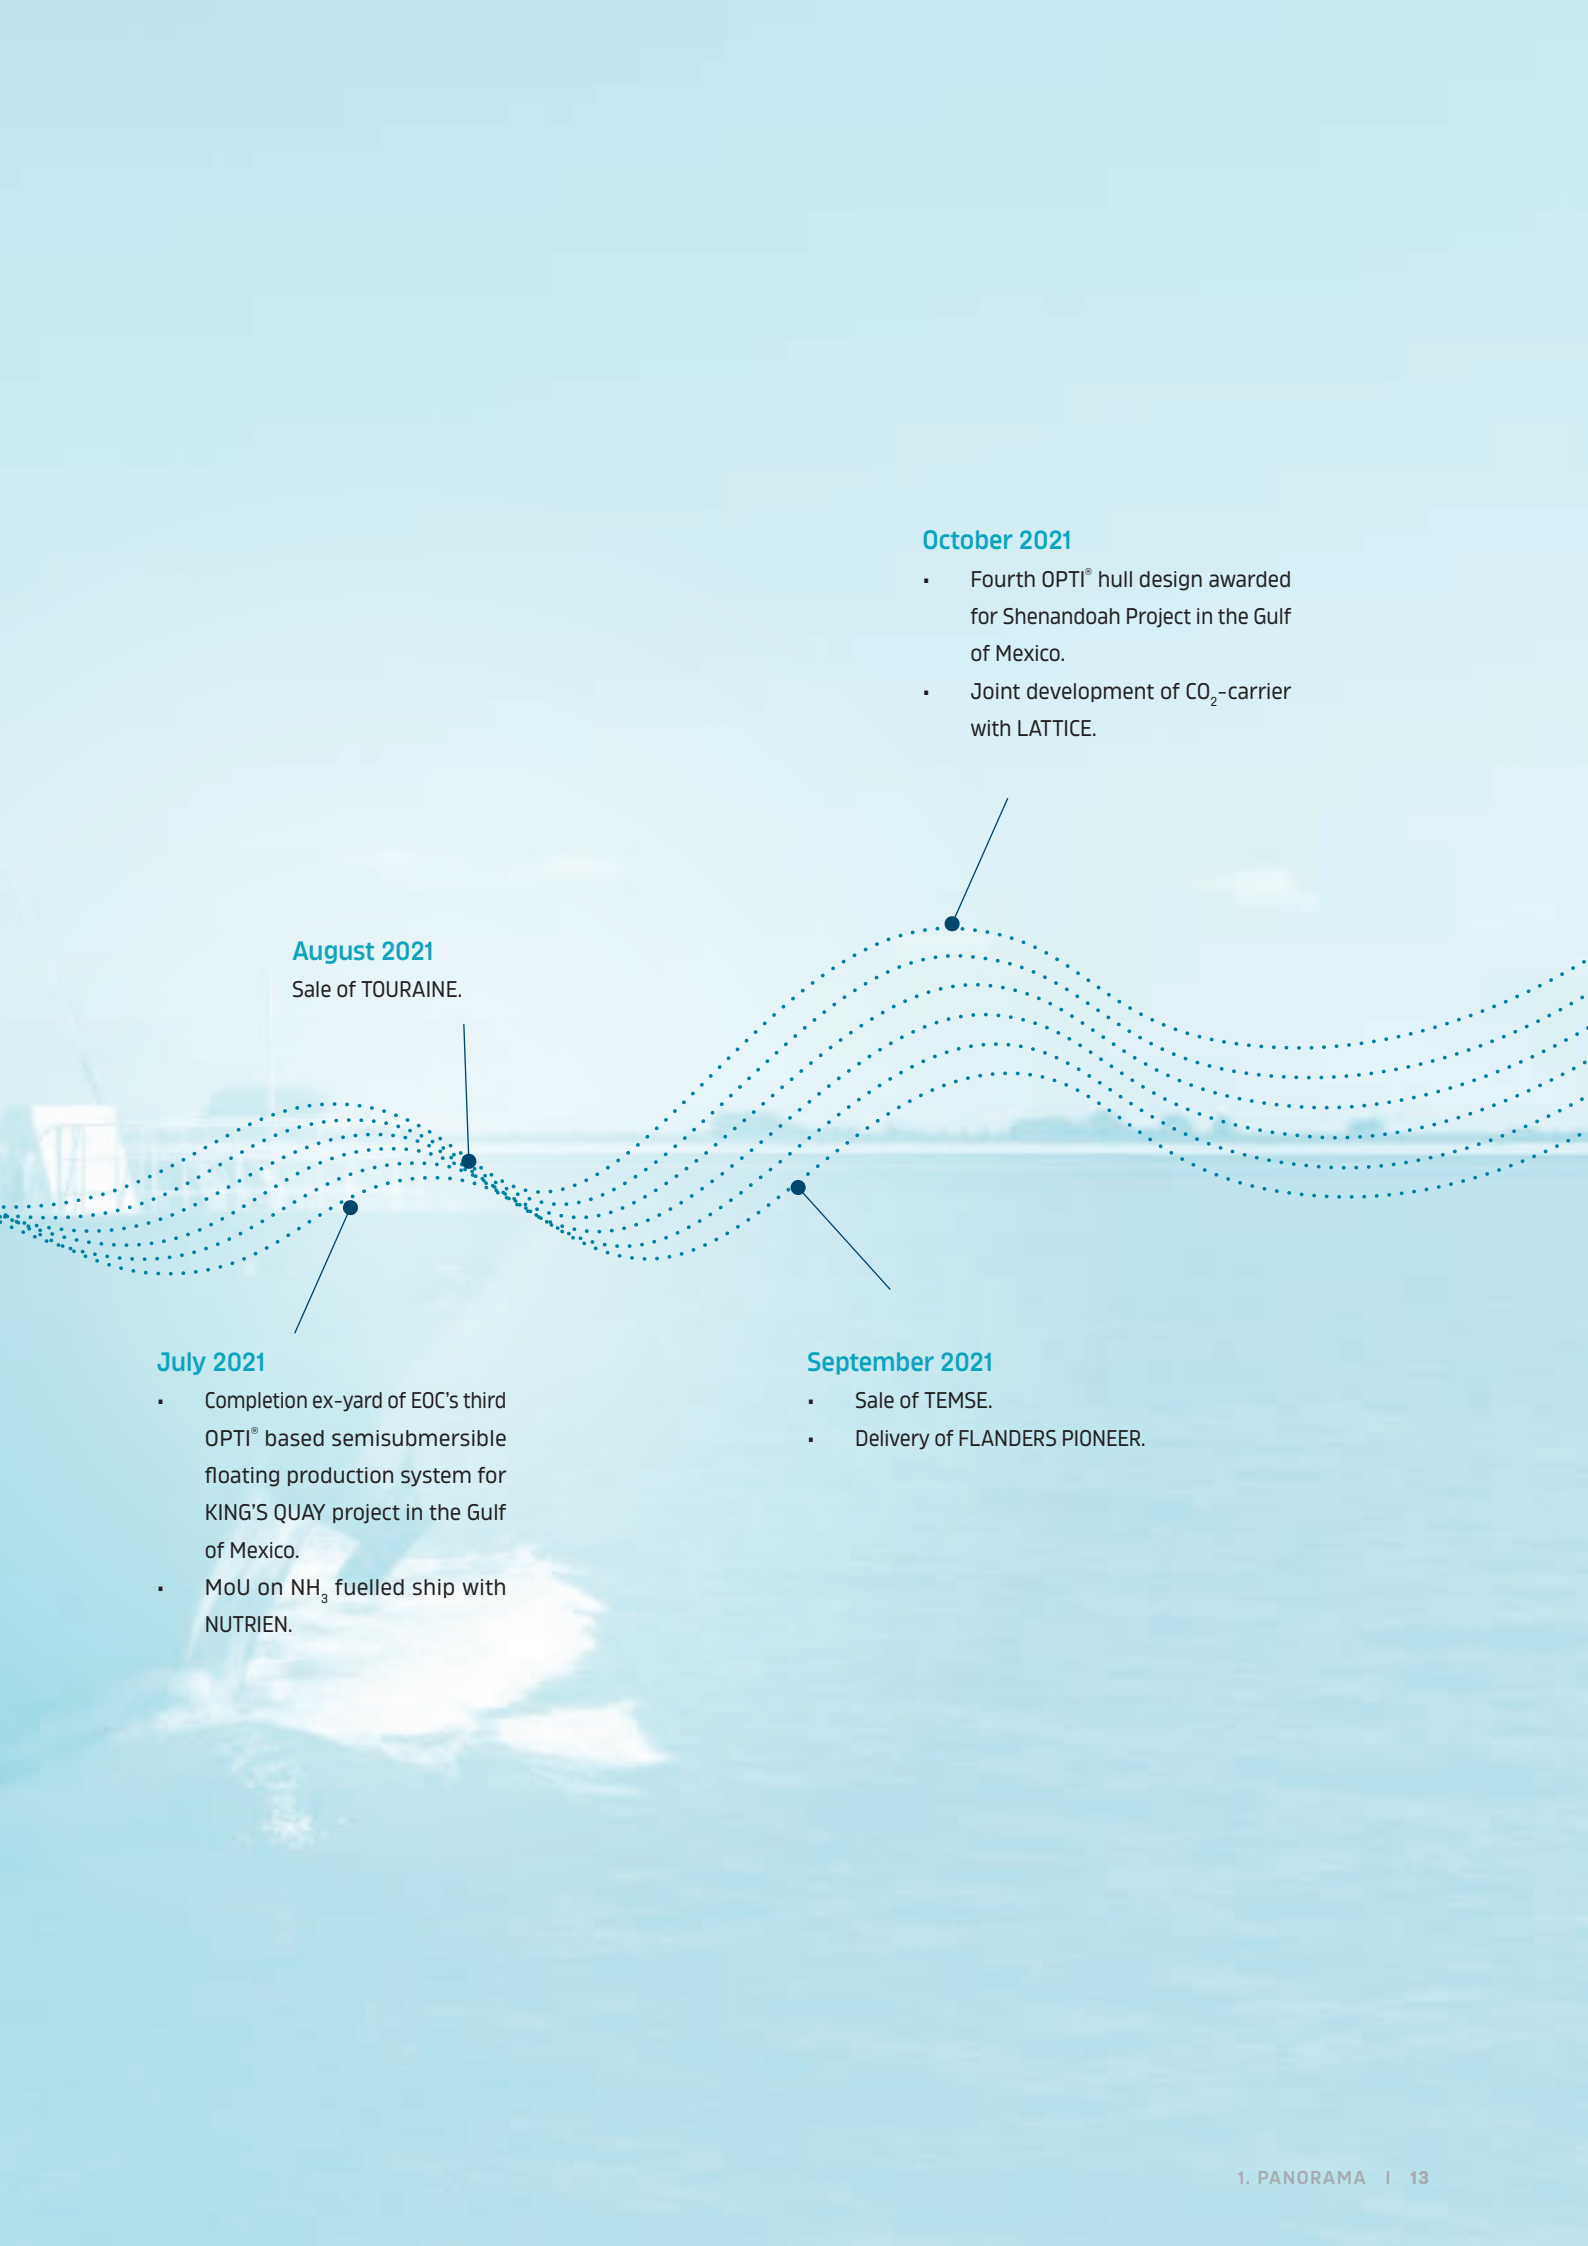 October 2021
• Fourth OPTI® hull design awarded
for Shenandoah Project in the Gulf
of Mexico.
• Joint development of CO₂-carrier
with LATTICE.
August 2021
Sale of TOURAINE.
July 2021
• Completion ex-yard of EOC's third
OPTI® based semisubmersible
floating production system for
KING'S QUAY project in the Gulf
of Mexico.
• MoU on NH₃ fuelled ship with
NUTRIEN.
September 2021
• Sale of TEMSE.
• Delivery of FLANDERS PIONEER.
1. PANORAMA | 13